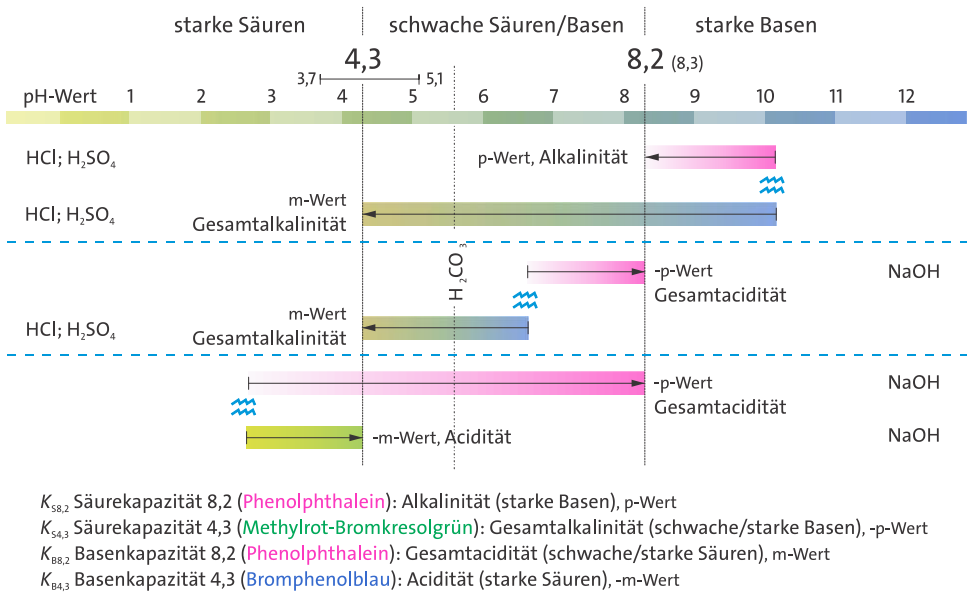 starke Säuren schwache Säuren/Basen starke Basen
4,3 8,2 (8,3)
3,7 5,1
pH-Wert 1 2 3 4 5 6 7 8 9 10 11 12
HCl; H₂SO₄ p-Wert, Alkalinität
HCl; H₂SO₄ m-Wert
Gesamtalkalinität
H₂CO₃
-p-Wert NaOH
Gesamtacidität
HCl; H₂SO₄ m-Wert
Gesamtalkalinität
-p-Wert NaOH
Gesamtacidität
-m-Wert, Acidität NaOH
K_S8,2 Säurekapazität 8,2 (Phenolphthalein): Alkalinität (starke Basen), p-Wert
K_S4,3 Säurekapazität 4,3 (Methylrot-Bromkresolgrün): Gesamtalkalinität (schwache/starke Basen), -p-Wert
K_B8,2 Basenkapazität 8,2 (Phenolphthalein): Gesamtacidität (schwache/starke Säuren), m-Wert
K_B4,3 Basenkapazität 4,3 (Bromphenolblau): Acidität (starke Säuren), -m-Wert